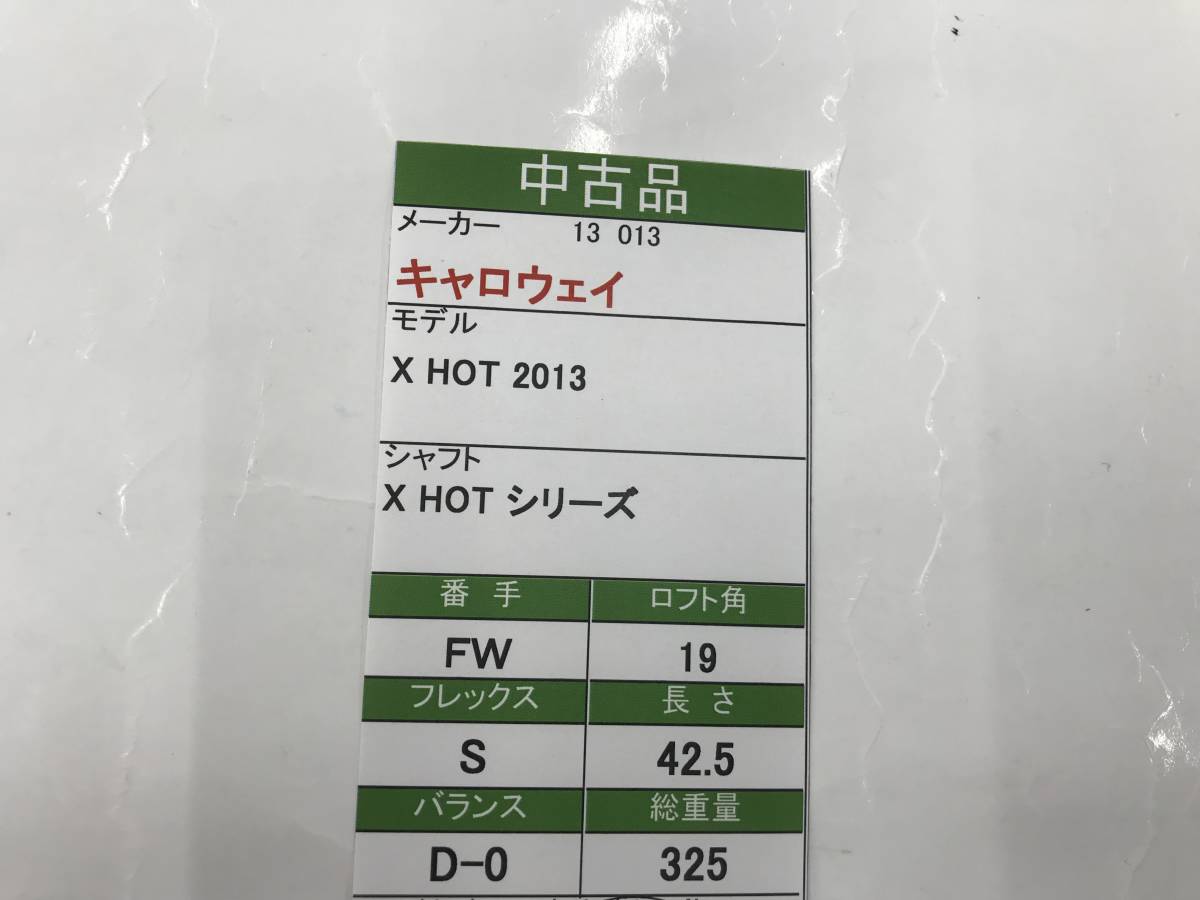 中古品
メーカー 13 013
キャロウェイ
モデル
X HOT 2013
シャフト
X HOT シリーズ
番 手 ロフト角
FW 19
フレックス 長 さ
S 42.5
バランス 総重量
D-0 325